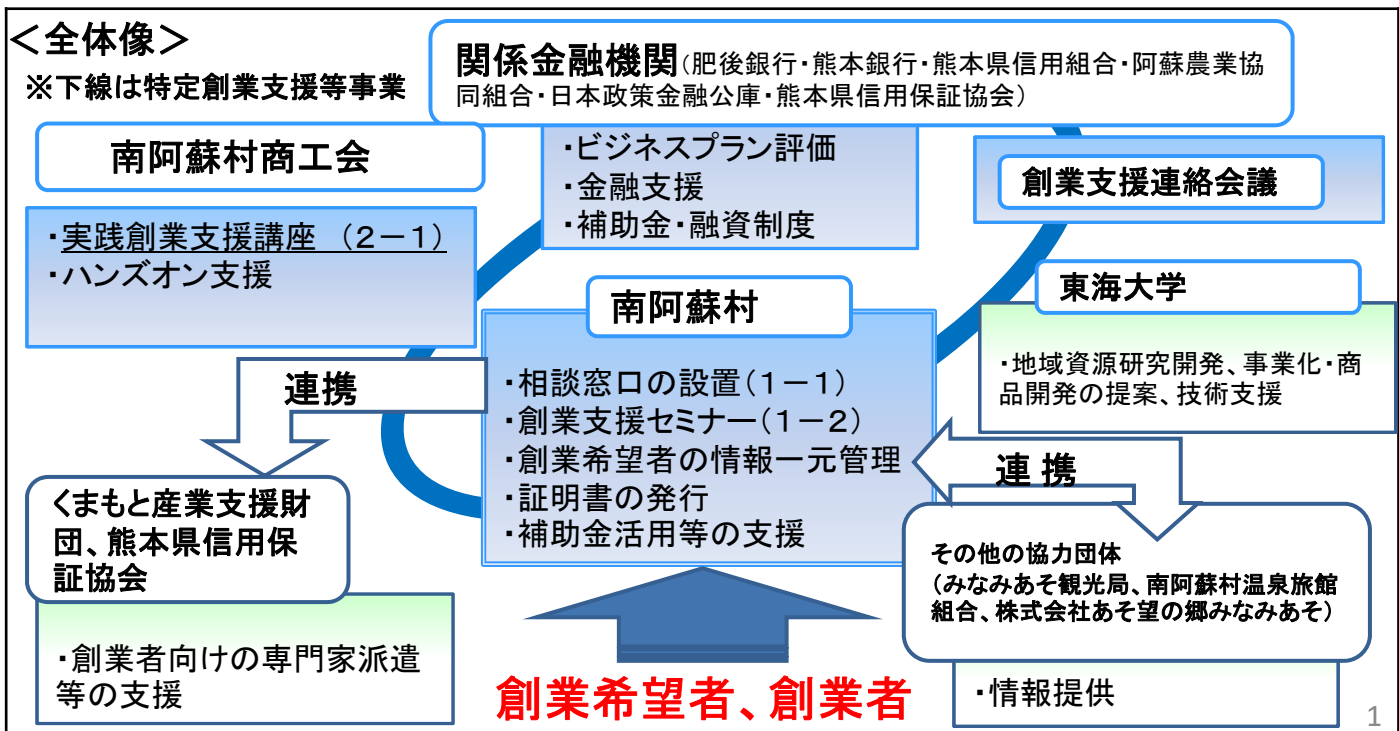 ＜全体像＞
※下線は特定創業支援等事業
関係金融機関(肥後銀行・熊本銀行・熊本県信用組合・阿蘇農業協
同組合・日本政策金融公庫・熊本県信用保証協会)
・ビジネスプラン評価
・金融支援
・補助金・融資制度
南阿蘇村商工会
・実践創業支援講座　（２－１）
・ハンズオン支援
創業支援連絡会議
東海大学
・地域資源研究開発、事業化・商
品開発の提案、技術支援
南阿蘇村
・相談窓口の設置(１－１)
・創業支援セミナー(１－２)
・創業希望者の情報一元管理
・証明書の発行
・補助金活用等の支援
連携
連 携
くまもと産業支援財
団、熊本県信用保
証協会
・創業者向けの専門家派遣
等の支援
その他の協力団体
（みなみあそ観光局、南阿蘇村温泉旅館
組合、株式会社あそ望の郷みなみあそ）
・情報提供
創業希望者、創業者
1